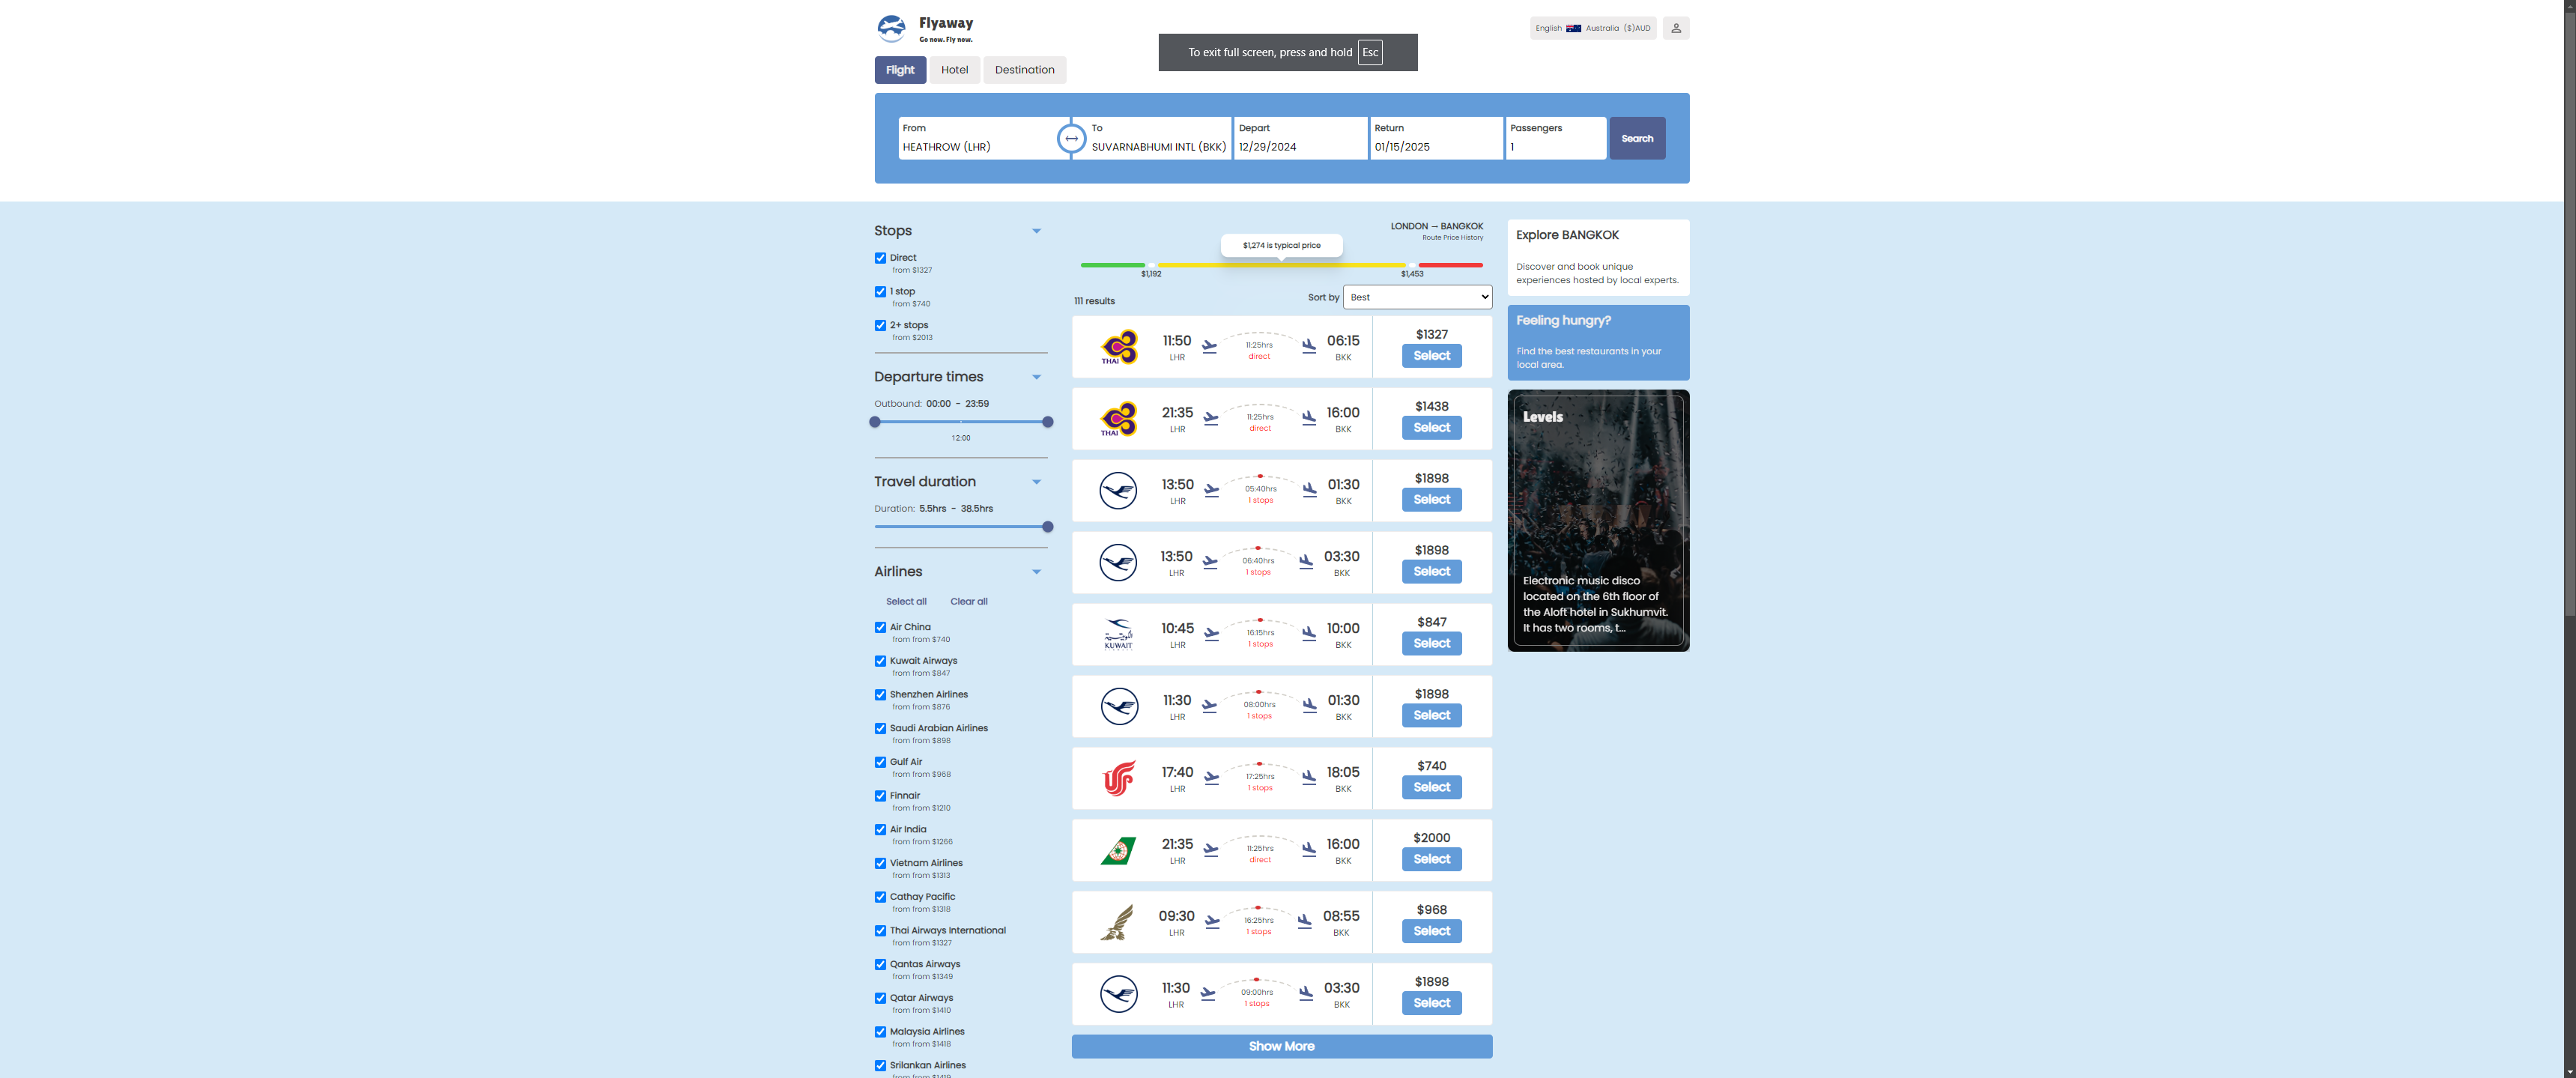 Flyaway
Go now. Fly now.
English Australia ($)AUD
To exit full screen, press and hold Esc
Flight Hotel Destination
From
HEATHROW (LHR)
To
SUVARNABHUMI INTL (BKK)
Depart
12/29/2024
Return
01/15/2025
Passengers
1
Search
Stops
Direct
from $1327
1 stop
from $740
2+ stops
from $2013
Departure times
Outbound: 00:00 - 23:59
12:00
Travel duration
Duration: 5.5hrs - 38.5hrs
Airlines
Select all Clear all
Air China
from from $740
Kuwait Airways
from from $847
Shenzhen Airlines
from from $876
Saudi Arabian Airlines
from from $898
Gulf Air
from from $968
Finnair
from from $1210
Air India
from from $1266
Vietnam Airlines
from from $1313
Cathay Pacific
from from $1318
Thai Airways International
from from $1327
Qantas Airways
from from $1349
Qatar Airways
from from $1410
Malaysia Airlines
from from $1418
Srilankan Airlines
from from $1419
LONDON → BANGKOK
Route Price History
$1,274 is typical price
$1,192 $1,453
111 results
Sort by Best
THAI
11:50
LHR
11:25hrs
direct
06:15
BKK
$1327
Select
THAI
21:35
LHR
11:25hrs
direct
16:00
BKK
$1438
Select
13:50
LHR
05:40hrs
1 stops
01:30
BKK
$1898
Select
13:50
LHR
06:40hrs
1 stops
03:30
BKK
$1898
Select
KUWAIT
10:45
LHR
16:15hrs
1 stops
10:00
BKK
$847
Select
11:30
LHR
08:00hrs
1 stops
01:30
BKK
$1898
Select
17:40
LHR
17:25hrs
1 stops
18:05
BKK
$740
Select
21:35
LHR
11:25hrs
direct
16:00
BKK
$2000
Select
09:30
LHR
16:25hrs
1 stops
08:55
BKK
$968
Select
11:30
LHR
09:00hrs
1 stops
03:30
BKK
$1898
Select
Show More
Explore BANGKOK
Discover and book unique
experiences hosted by local experts.
Feeling hungry?
Find the best restaurants in your
local area.
Levels
Electronic music disco
located on the 6th floor of
the Aloft hotel in Sukhumvit.
It has two rooms, t...